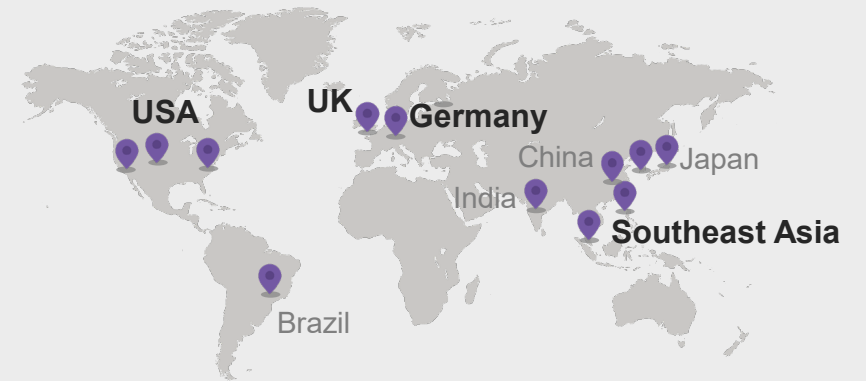 USA
UK
Germany
China
Japan
India
Southeast Asia
Brazil